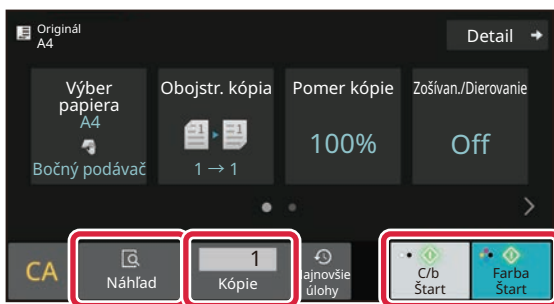 Originál
A4
Detail
Výber
papiera
A4
Bočný podávač
Obojstr. kópia
1 → 1
Pomer kópie
100%
Zošívan./Dierovanie
Off
CA
Náhľad
1
Kópie
ajnovšie
úlohy
C/b
Štart
Farba
Štart